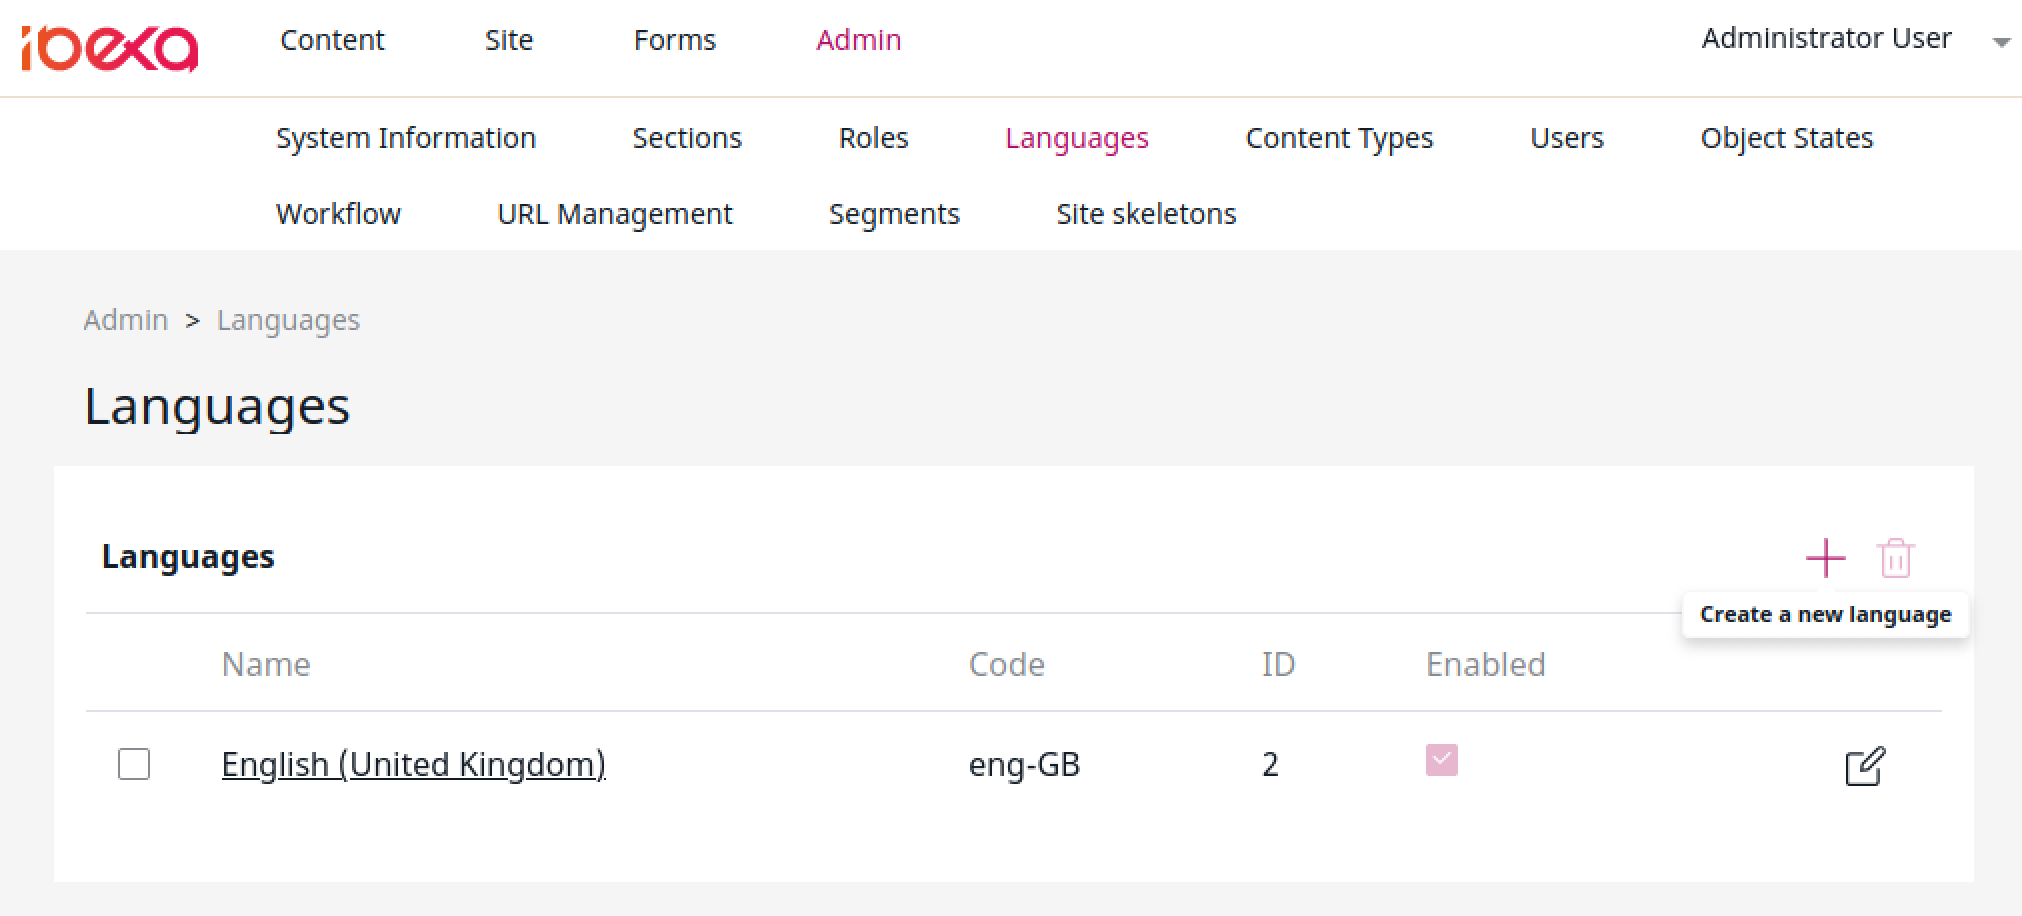 ibexa Content Site Forms Admin Administrator User
System Information Sections Roles Languages Content Types Users Object States
Workflow URL Management Segments Site skeletons
Admin > Languages
Languages
Languages
Create a new language
Name Code ID Enabled
English (United Kingdom) eng-GB 2